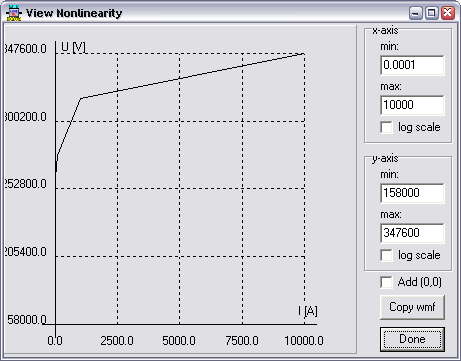 View Nonlinearity
347600.0
U [V]
300200.0
252800.0
205400.0
58000.0
I [A]
0.0
2500.0
5000.0
7500.0
10000.0
x-axis
min:
0.0001
max:
10000
log scale
y-axis
min:
158000
max:
347600
log scale
Add (0,0)
Copy wmf
Done